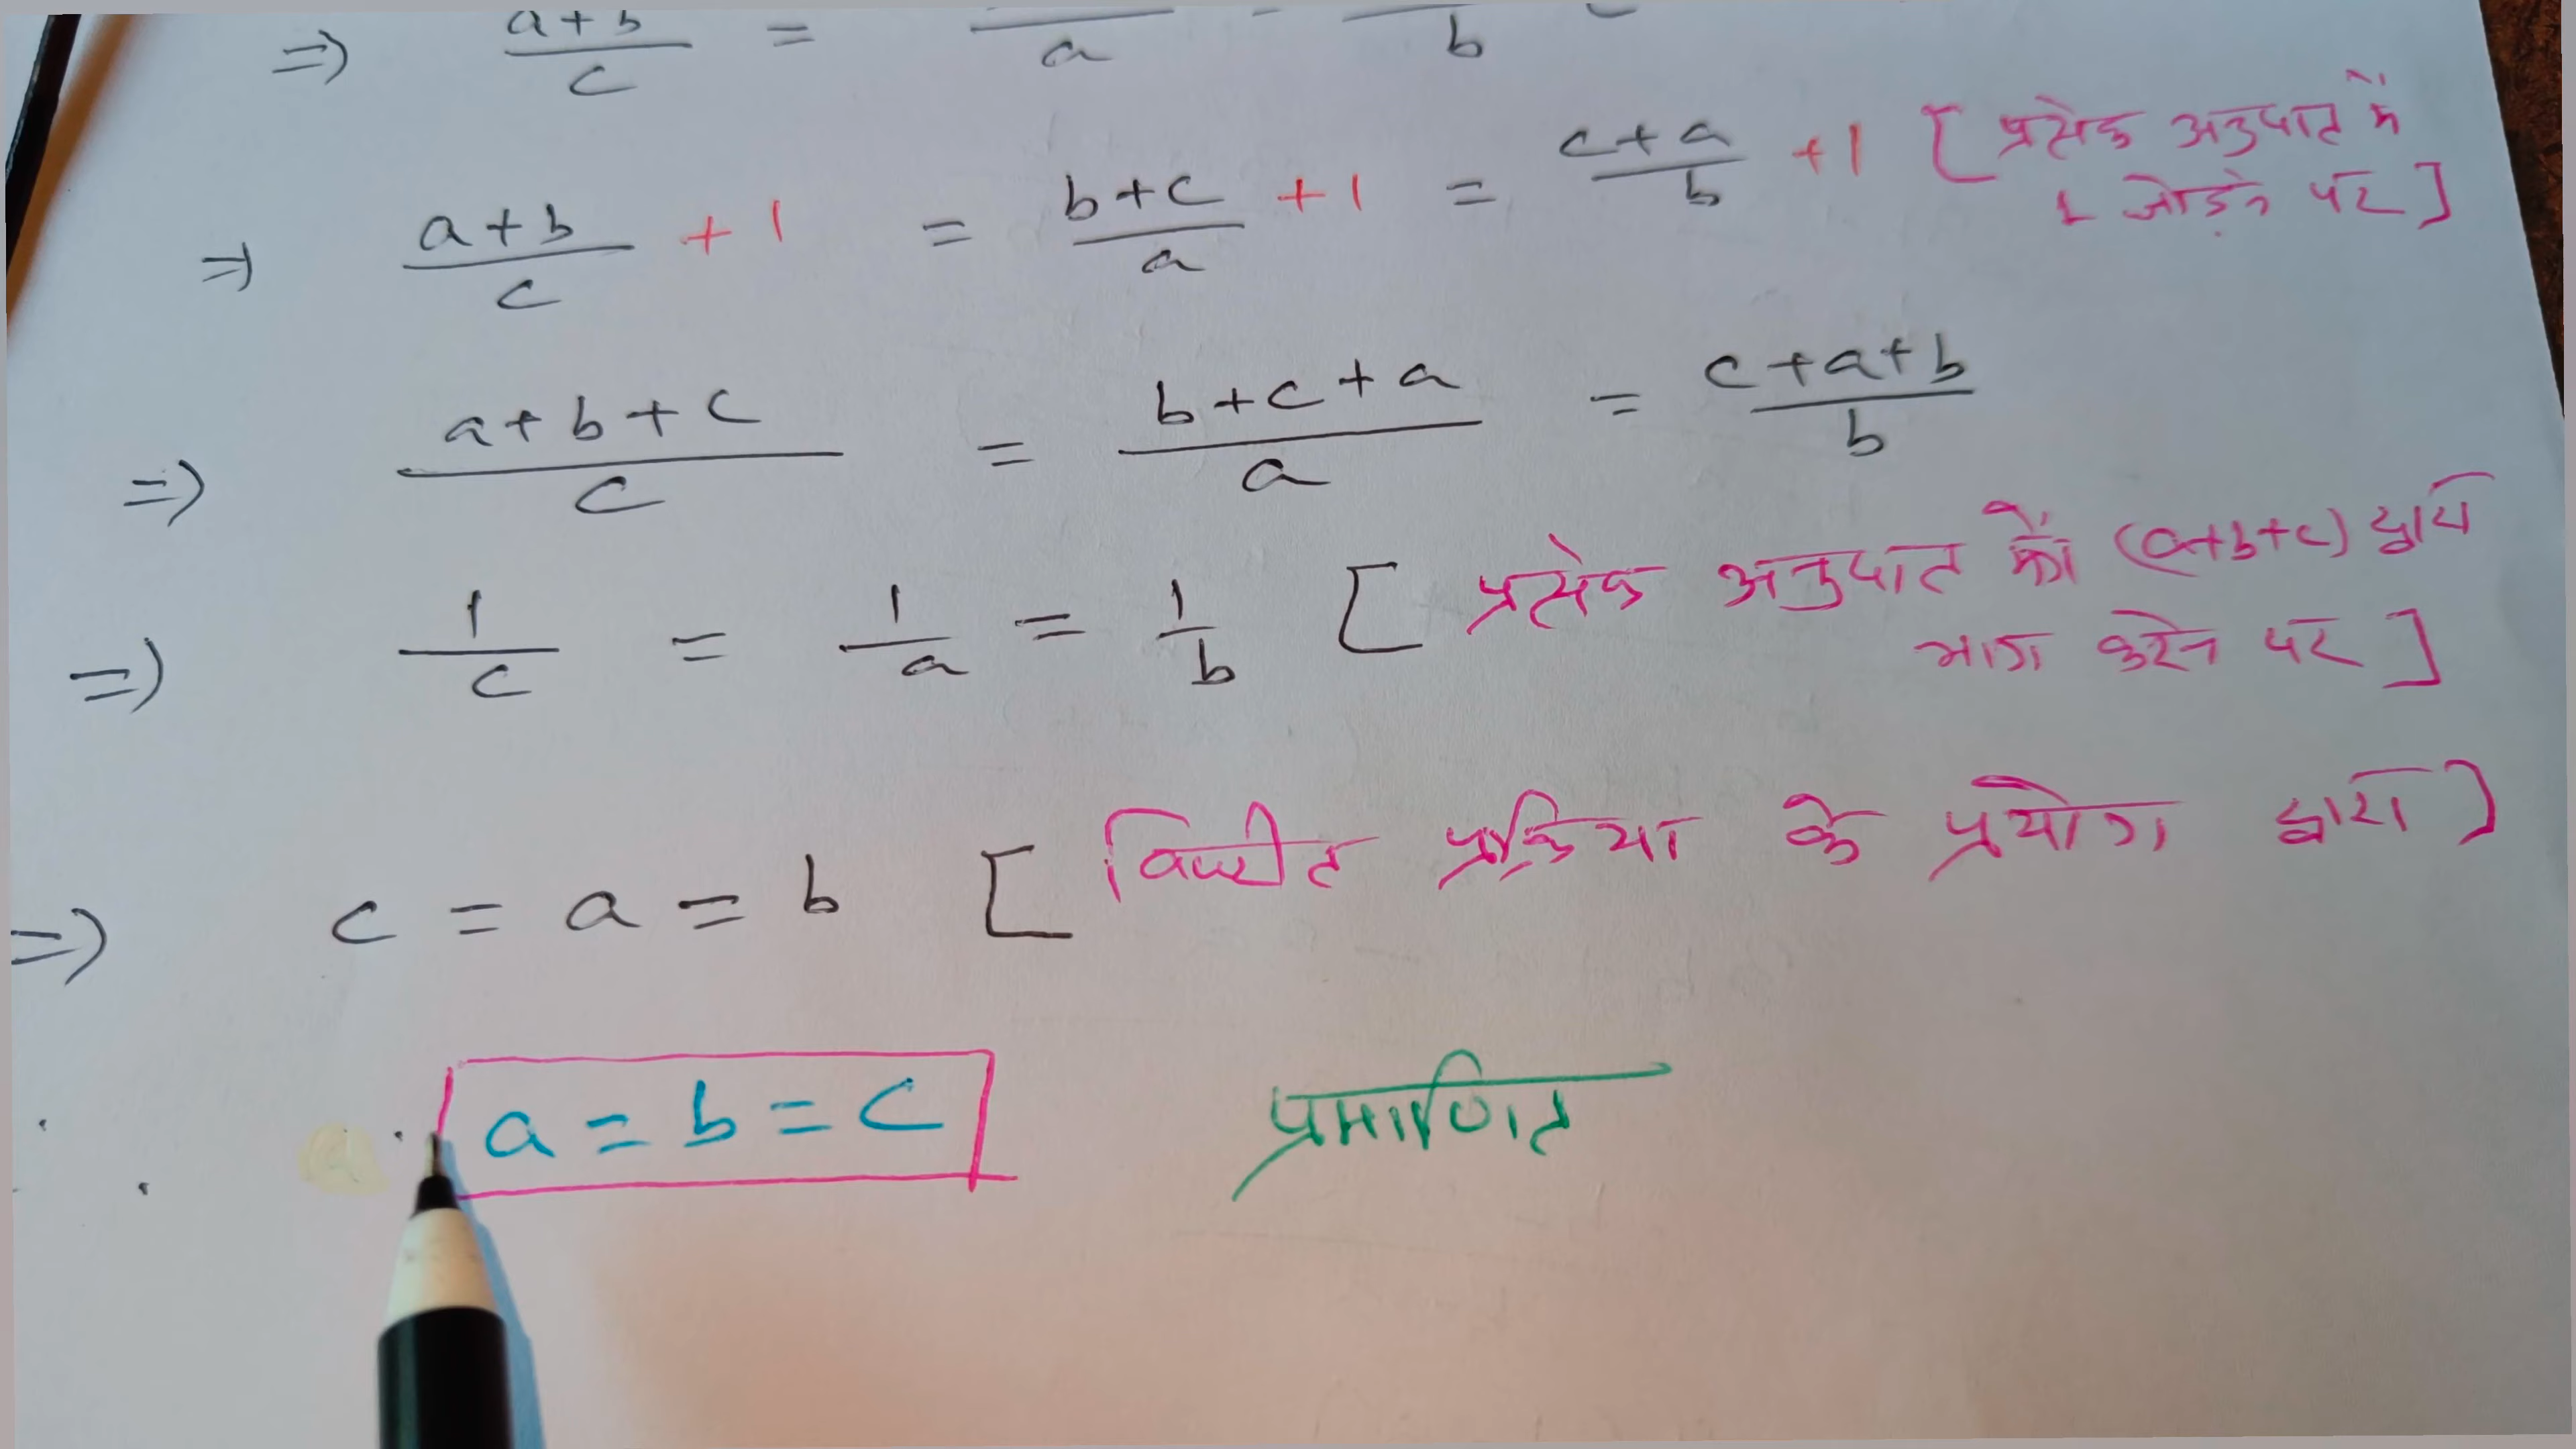 => (a+b)/c = /a = /b
=> (a+b)/c + 1 = (b+c)/a + 1 = (c+a)/b + 1 [प्रत्येक अनुपात में
1 जोड़ने पर]
=> (a+b+c)/c = (b+c+a)/a = (c+a+b)/b
=> 1/c = 1/a = 1/b [प्रत्येक अनुपात को (a+b+c) द्वारा
भाग करने पर]
=> c = a = b [विपरीत प्रक्रिया के प्रयोग द्वारा]
a = b = c प्रमाणित